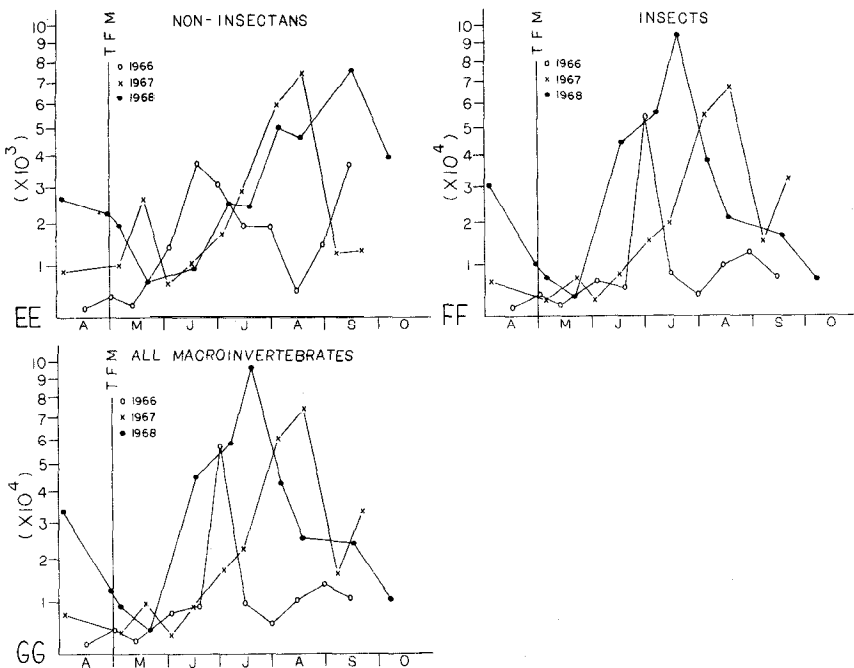 NON-INSECTANS
TFM
o 1966
x 1967
• 1968
10
9
8
7
6
5
4
3
2
1
(X10³)
EE
A M J J A S O
INSECTS
TFM
o 1966
x 1967
• 1968
10
9
8
7
6
5
4
3
2
1
(X10⁴)
FF
A M J J A S O
ALL MACROINVERTEBRATES
TFM
o 1966
x 1967
• 1968
10
9
8
7
6
5
4
3
2
1
(X10⁴)
GG
A M J J A S O